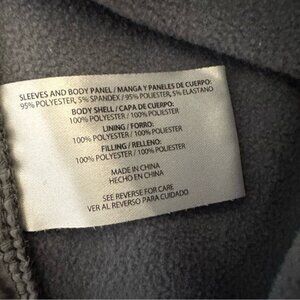 SLEEVES AND BODY PANEL / MANGA Y PANELES DE CUERPO:
95% POLYESTER, 5% SPANDEX / 95% POLIESTER, 5% ELASTANO
BODY SHELL / CAPA DE CUERPO:
100% POLYESTER / 100% POLIESTER
LINING / FORRO:
100% POLYESTER / 100% POLIESTER
FILLING / RELLENO:
100% POLYESTER / 100% POLIESTER
MADE IN CHINA
HECHO EN CHINA
SEE REVERSE FOR CARE
VER AL REVERSO PARA CUIDADO